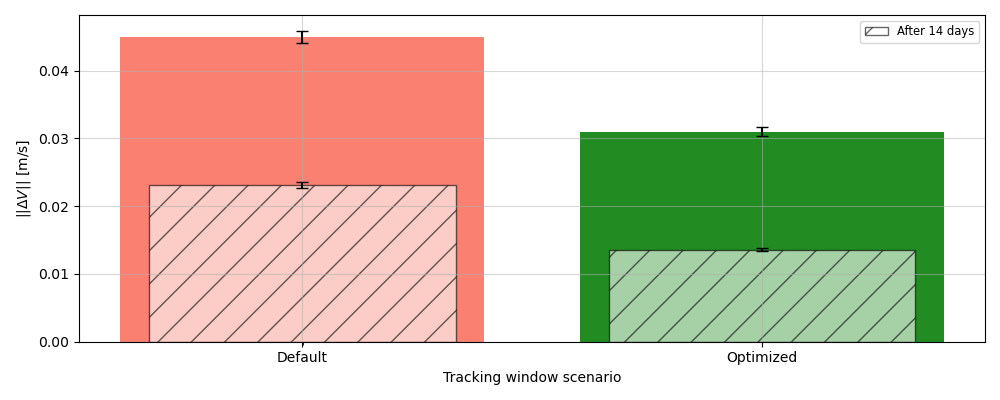 After 14 days
0.04
0.03
0.02
0.01
0.00
||ΔV|| [m/s]
Default
Optimized
Tracking window scenario